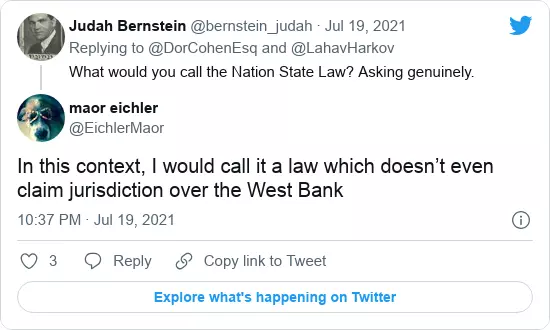 Judah Bernstein @bernstein_judah · Jul 19, 2021
Replying to @DorCohenEsq and @LahavHarkov
What would you call the Nation State Law? Asking genuinely.
maor eichler
@EichlerMaor
In this context, I would call it a law which doesn’t even
claim jurisdiction over the West Bank
10:37 PM · Jul 19, 2021
3 Reply Copy link to Tweet
Explore what's happening on Twitter